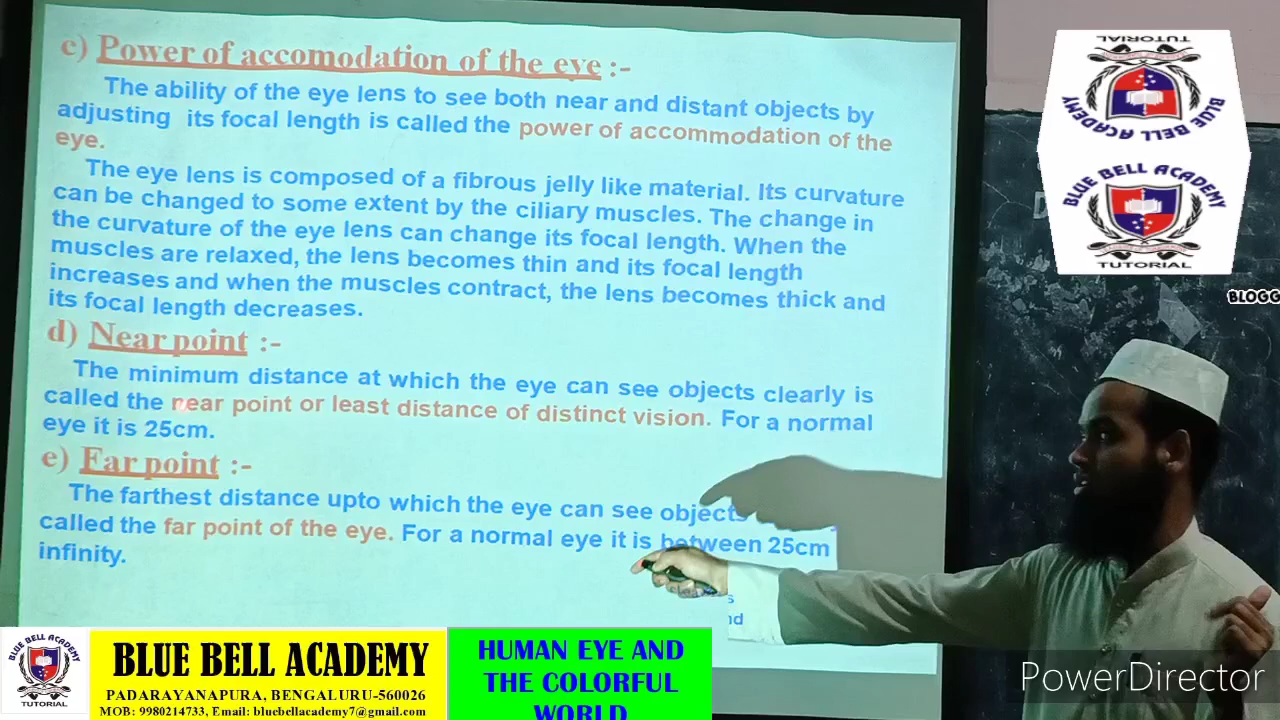 c) Power of accomodation of the eye :-
The ability of the eye lens to see both near and distant objects by
adjusting its focal length is called the power of accommodation of the
eye.
The eye lens is composed of a fibrous jelly like material. Its curvature
can be changed to some extent by the ciliary muscles. The change in
the curvature of the eye lens can change its focal length. When the
muscles are relaxed, the lens becomes thin and its focal length
increases and when the muscles contract, the lens becomes thick and
its focal length decreases.
d) Near point :-
The minimum distance at which the eye can see objects clearly is
called the near point or least distance of distinct vision. For a normal
eye it is 25cm.
e) Far point :-
The farthest distance upto which the eye can see objects
called the far point of the eye. For a normal eye it is between 25cm
infinity.
TUTORIAL
BLUE BELL ACADEMY
BLUE BELL ACADEMY
TUTORIAL
BLOGG
BLUE BELL ACADEMY
TUTORIAL
BLUE BELL ACADEMY
PADARAYANAPURA, BENGALURU-560026
MOB: 9980214733, Email: bluebellacademy7@gmail.com
HUMAN EYE AND
THE COLORFUL
WORLD
PowerDirector